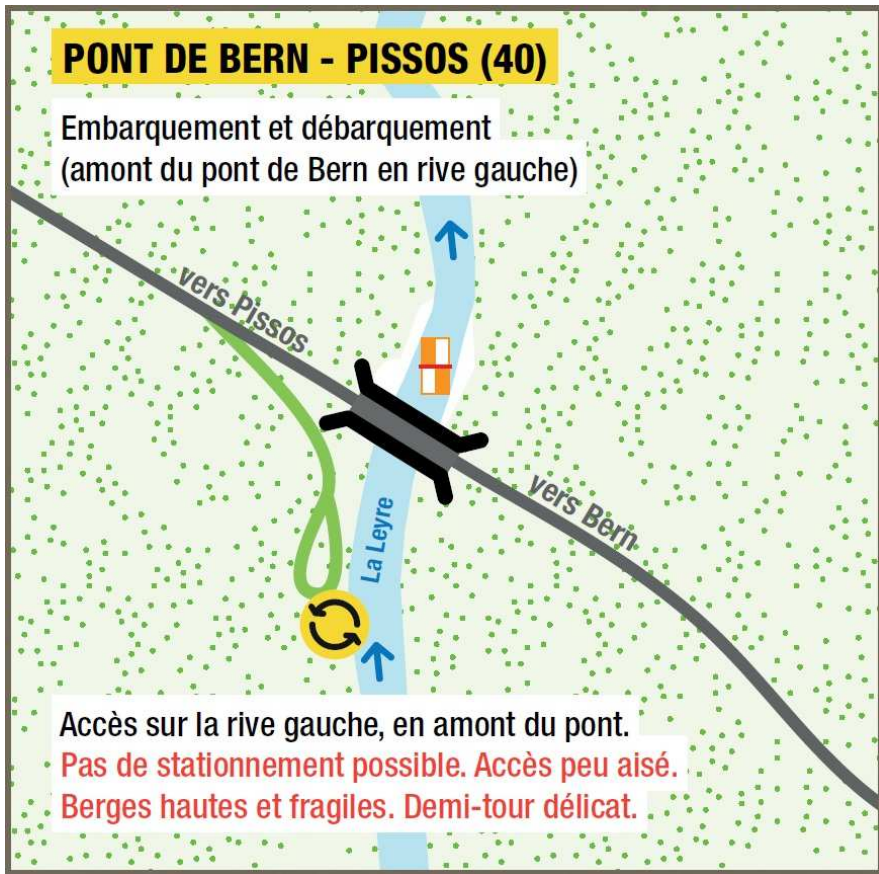 PONT DE BERN - PISSOS (40)
Embarquement et débarquement
(amont du pont de Bern en rive gauche)
vers Pissos
vers Bern
La Leyre
Accès sur la rive gauche, en amont du pont.
Pas de stationnement possible. Accès peu aisé.
Berges hautes et fragiles. Demi-tour délicat.